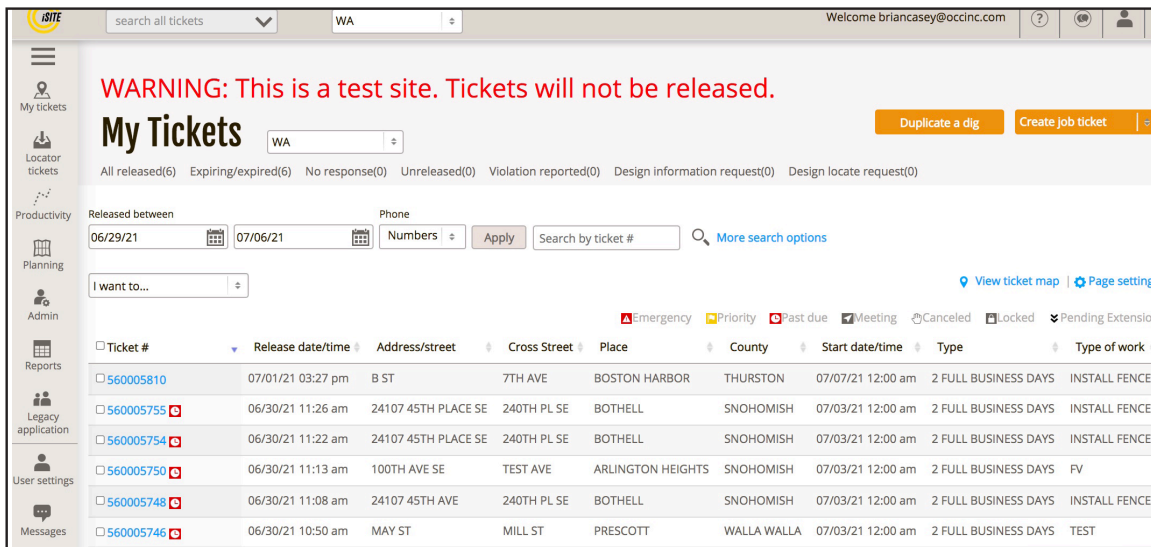 iSITE
search all tickets
WA
Welcome briancasey@occinc.com
?
My tickets
Locator
tickets
Productivity
Planning
Admin
Reports
Legacy
application
User settings
Messages
WARNING: This is a test site. Tickets will not be released.
My Tickets
WA
Duplicate a dig
Create job ticket
All released(6) Expiring/expired(6) No response(0) Unreleased(0) Violation reported(0) Design information request(0) Design locate request(0)
Released between
Phone
06/29/21 07/06/21 Numbers Apply Search by ticket # More search options
I want to...
View ticket map | Page setting
Emergency Priority Past due Meeting Canceled Locked Pending Extensio
Ticket # Release date/time Address/street Cross Street Place County Start date/time Type Type of work
560005810 07/01/21 03:27 pm B ST 7TH AVE BOSTON HARBOR THURSTON 07/07/21 12:00 am 2 FULL BUSINESS DAYS INSTALL FENCE
560005755 06/30/21 11:26 am 24107 45TH PLACE SE 240TH PL SE BOTHELL SNOHOMISH 07/03/21 12:00 am 2 FULL BUSINESS DAYS INSTALL FENCE
560005754 06/30/21 11:22 am 24107 45TH PLACE SE 240TH PL SE BOTHELL SNOHOMISH 07/03/21 12:00 am 2 FULL BUSINESS DAYS INSTALL FENCE
560005750 06/30/21 11:13 am 100TH AVE SE TEST AVE ARLINGTON HEIGHTS SNOHOMISH 07/03/21 12:00 am 2 FULL BUSINESS DAYS FV
560005748 06/30/21 11:08 am 24107 45TH AVE 240TH PL SE BOTHELL SNOHOMISH 07/03/21 12:00 am 2 FULL BUSINESS DAYS INSTALL FENCE
560005746 06/30/21 10:50 am MAY ST MILL ST PRESCOTT WALLA WALLA 07/03/21 12:00 am 2 FULL BUSINESS DAYS TEST